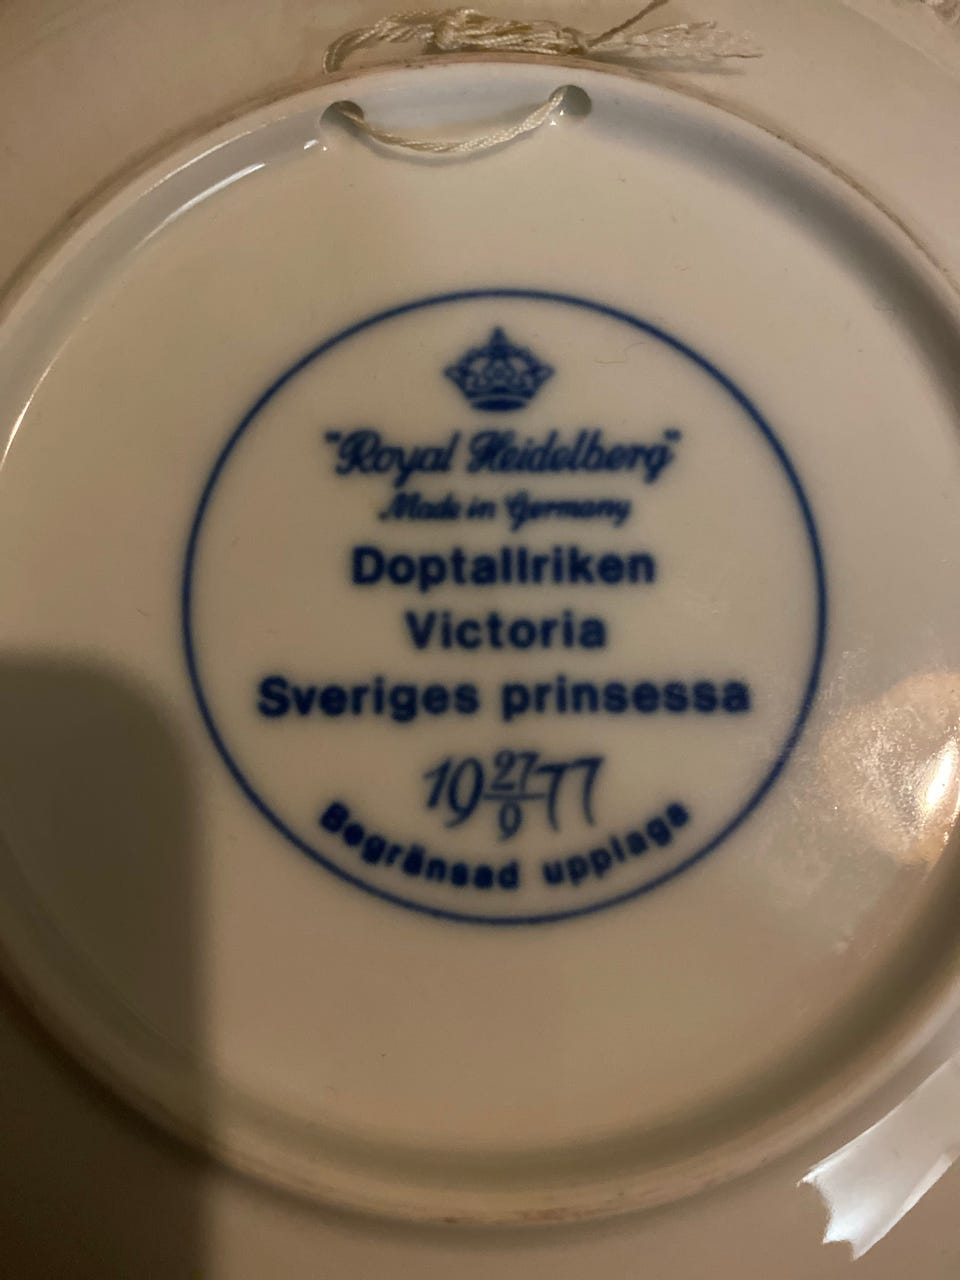 "Royal Heidelberg"
Made in Germany
Doptallriken
Victoria
Sveriges prinsessa
19 27/9 77
Begränsad upplaga